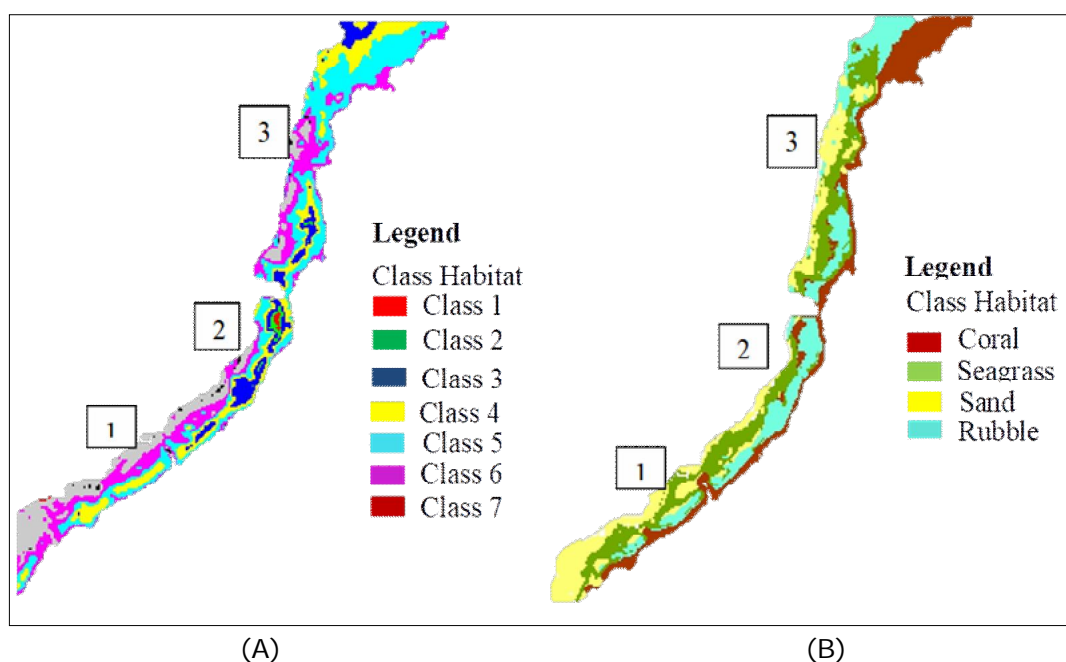 3
2
1
Legend
Class Habitat
Class 1
Class 2
Class 3
Class 4
Class 5
Class 6
Class 7
(A)
3
2
1
Legend
Class Habitat
Coral
Seagrass
Sand
Rubble
(B)